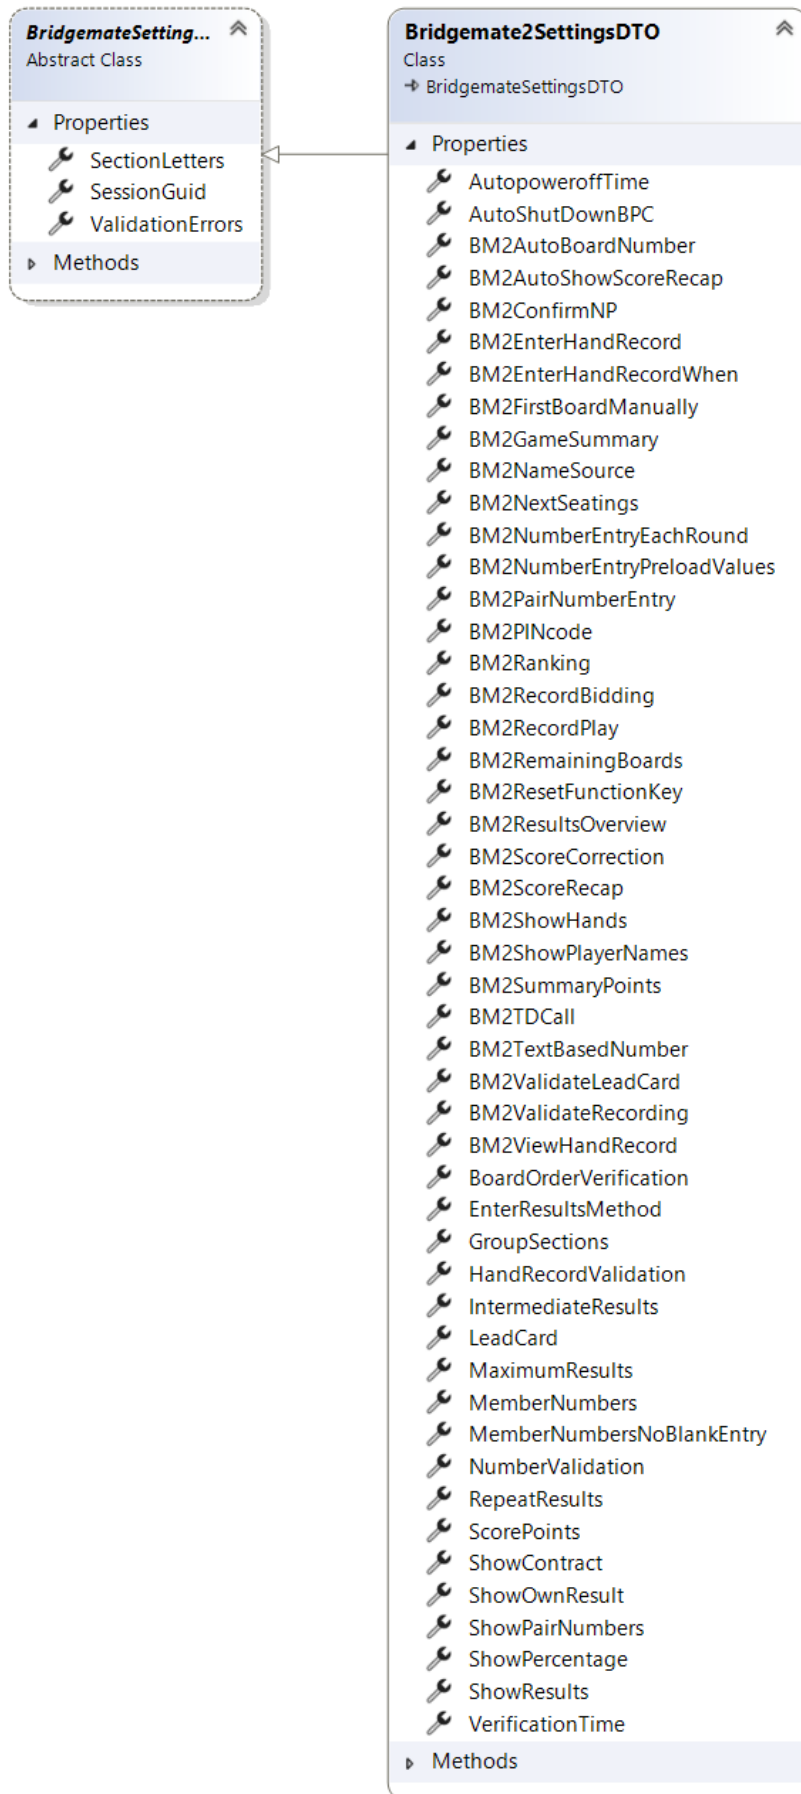 BridgemateSetting...
Abstract Class
Properties
SectionLetters
SessionGuid
ValidationErrors
Methods
Bridgemate2SettingsDTO
Class
BridgemateSettingsDTO
Properties
AutopoweroffTime
AutoShutDownBPC
BM2AutoBoardNumber
BM2AutoShowScoreRecap
BM2ConfirmNP
BM2EnterHandRecord
BM2EnterHandRecordWhen
BM2FirstBoardManually
BM2GameSummary
BM2NameSource
BM2NextSeatings
BM2NumberEntryEachRound
BM2NumberEntryPreloadValues
BM2PairNumberEntry
BM2PINcode
BM2Ranking
BM2RecordBidding
BM2RecordPlay
BM2RemainingBoards
BM2ResetFunctionKey
BM2ResultsOverview
BM2ScoreCorrection
BM2ScoreRecap
BM2ShowHands
BM2ShowPlayerNames
BM2SummaryPoints
BM2TDCall
BM2TextBasedNumber
BM2ValidateLeadCard
BM2ValidateRecording
BM2ViewHandRecord
BoardOrderVerification
EnterResultsMethod
GroupSections
HandRecordValidation
IntermediateResults
LeadCard
MaximumResults
MemberNumbers
MemberNumbersNoBlankEntry
NumberValidation
RepeatResults
ScorePoints
ShowContract
ShowOwnResult
ShowPairNumbers
ShowPercentage
ShowResults
VerificationTime
Methods